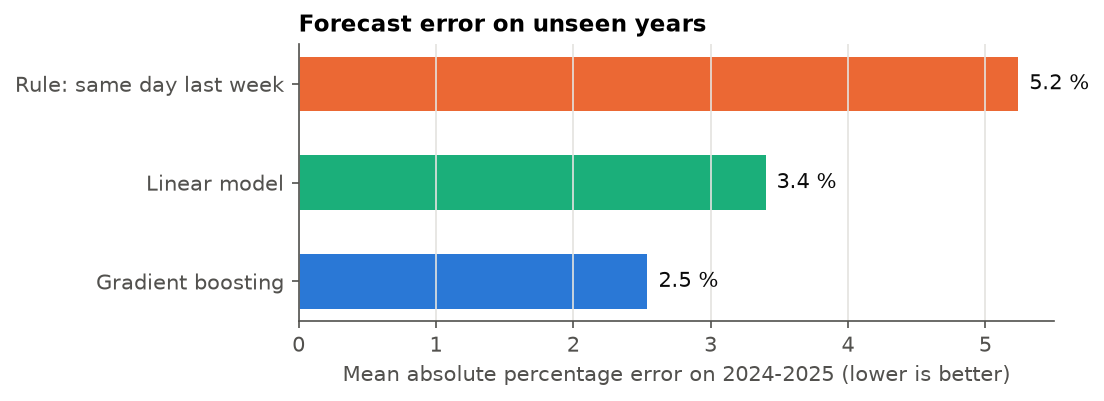 Forecast error on unseen years
Rule: same day last week
5.2 %
Linear model
3.4 %
Gradient boosting
2.5 %
0 1 2 3 4 5
Mean absolute percentage error on 2024-2025 (lower is better)